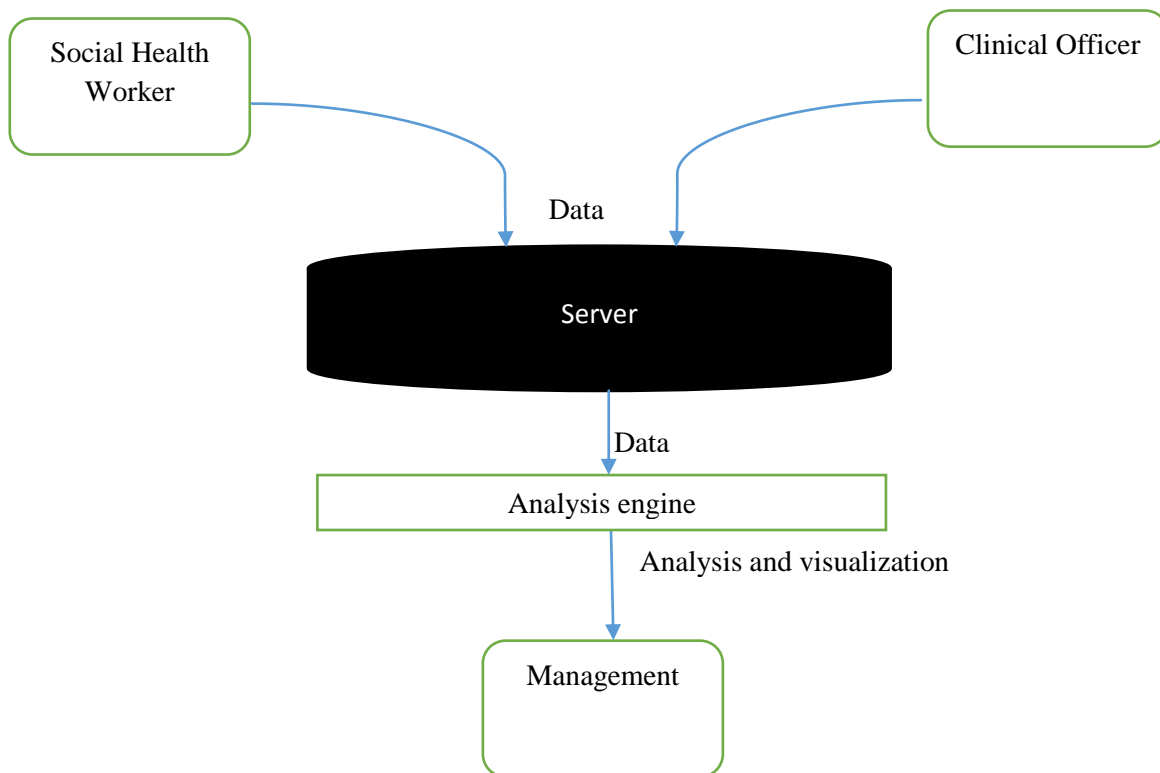 Social Health
Worker
Clinical Officer
Data
Server
Data
Analysis engine
Analysis and visualization
Management